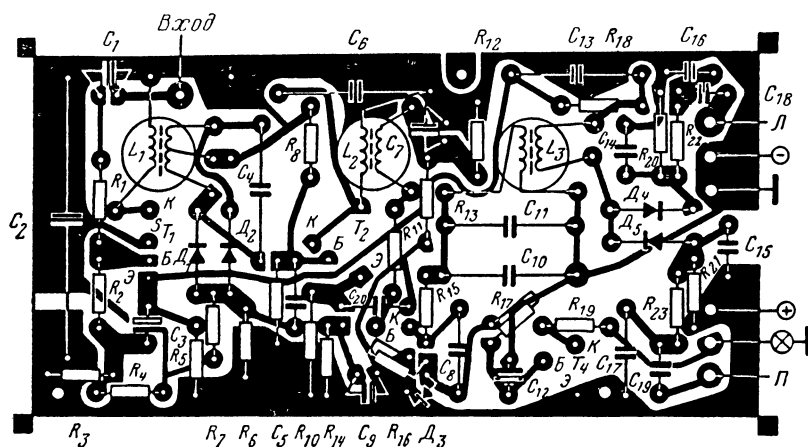 Вход
C1 C6 R12 C13 R18 C16
C18
Л
L1 C4 R8 L2 C7 L3 C14 R20 R22
⊖
R1 К К T2 R11 R13 C11 Д4
C2 S T1 Д Д2 Б Д5
Б Э Э C10 C15
R2 C20 R15 R17 R19 R23 R21
⊕
C3 К К
R5 Б C8 Б T4 C17 C19
R4 C12 Э П
R3 R7 R6 C5 R10 R14 C9 R16 Д3